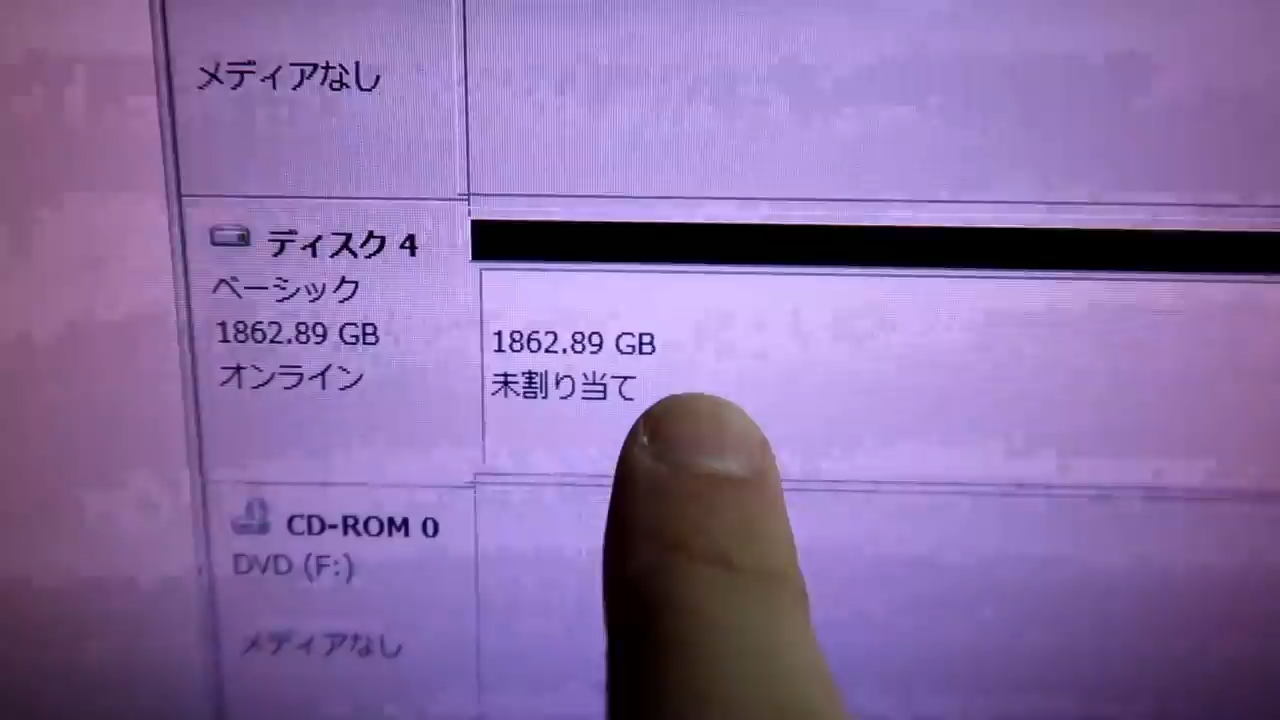 メディアなし
ディスク 4
ベーシック
1862.89 GB
オンライン
1862.89 GB
未割り当て
CD-ROM 0
DVD (F:)
メディアなし